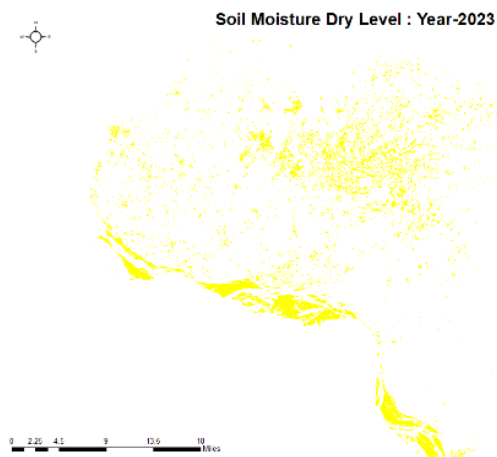 Soil Moisture Dry Level : Year-2023
N
W E
S
0 2.25 4.5 9 13.5 18
Miles